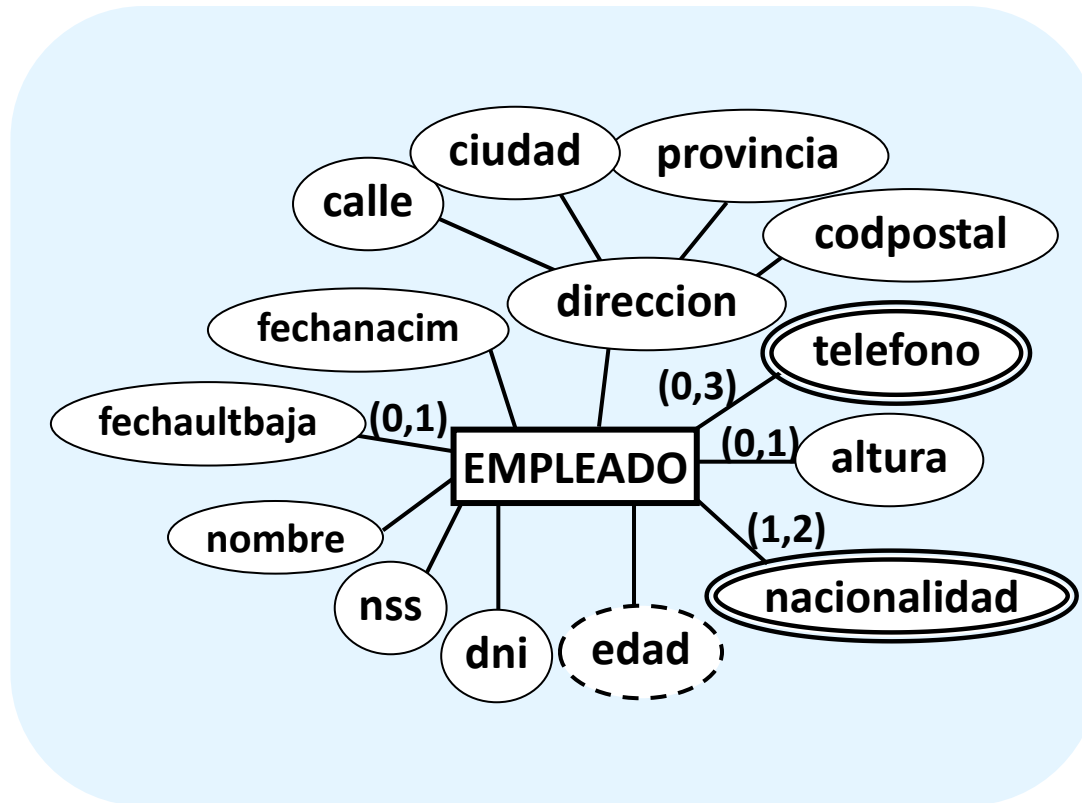 ciudad
provincia
calle
codpostal
direccion
fechanacim
telefono
(0,3)
fechaultbaja
(0,1)
(0,1)
altura
EMPLEADO
nombre
(1,2)
nacionalidad
nss
dni
edad